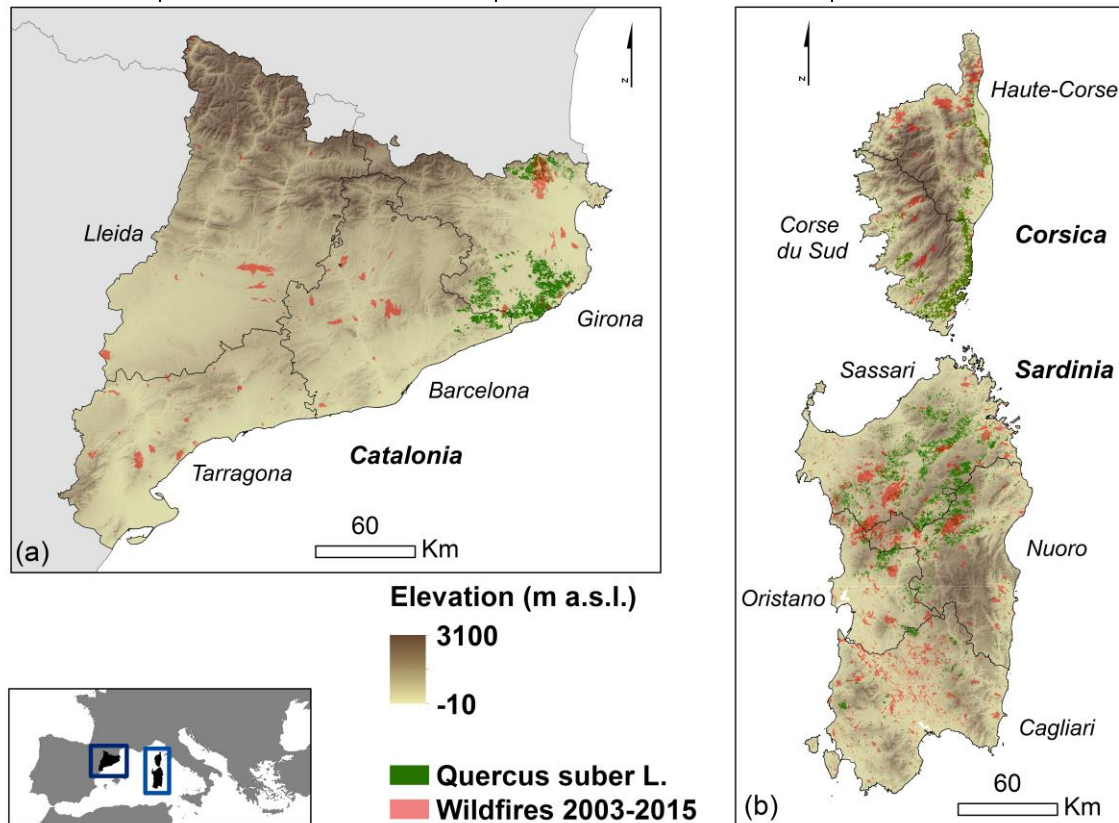 N
Lleida
Girona
Barcelona
Tarragona
Catalonia
60
Km
(a)
N
Haute-Corse
Corse
du Sud
Corsica
Sassari
Sardinia
Nuoro
Oristano
Cagliari
60
Km
(b)
Elevation (m a.s.l.)
3100
-10
Quercus suber L.
Wildfires 2003-2015